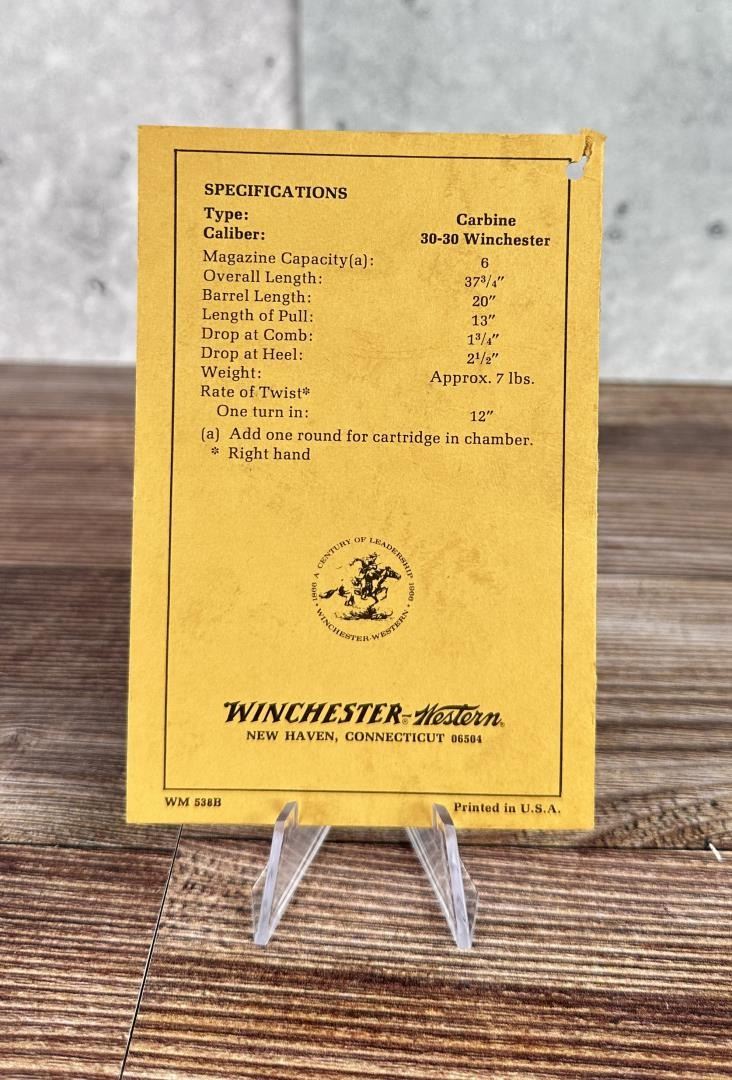 SPECIFICATIONS
Type: Carbine
Caliber: 30-30 Winchester
Magazine Capacity(a): 6
Overall Length: 37³/₄″
Barrel Length: 20″
Length of Pull: 13″
Drop at Comb: 1³/₄″
Drop at Heel: 2¹/₂″
Weight: Approx. 7 lbs.
Rate of Twist*
One turn in: 12″
(a) Add one round for cartridge in chamber.
* Right hand
1866 A CENTURY OF LEADERSHIP 1966
• WINCHESTER-WESTERN •
WINCHESTER®-Western®
NEW HAVEN, CONNECTICUT 06504
WM 538B Printed in U.S.A.